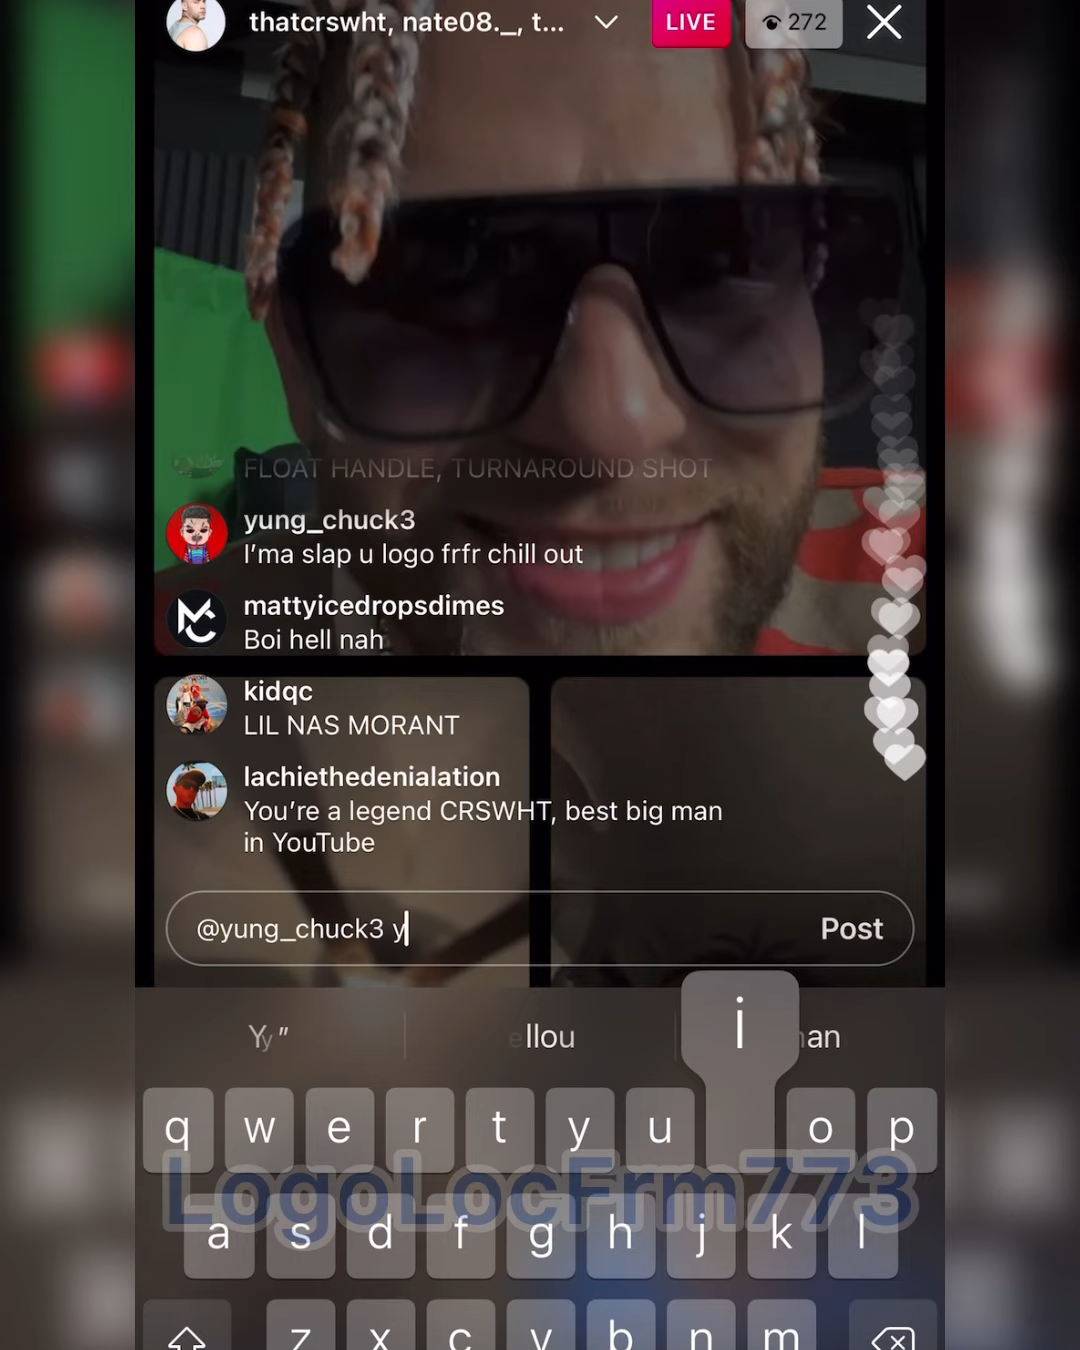 thatcrswht, nate08._, t...
LIVE
272
FLOAT HANDLE, TURNAROUND SHOT
yung_chuck3
I'ma slap u logo frfr chill out
mattyicedropsdimes
Boi hell nah
kidqc
LIL NAS MORANT
lachiethedenialation
You're a legend CRSWHT, best big man
in YouTube
@yung_chuck3 y
Post
i
q w e r t y u o p
LogoLocFrm773
a s d f g h j k l
z x c v b n m